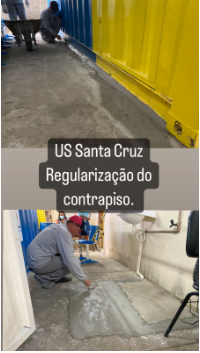 US Santa Cruz
Regularização do
contrapiso.